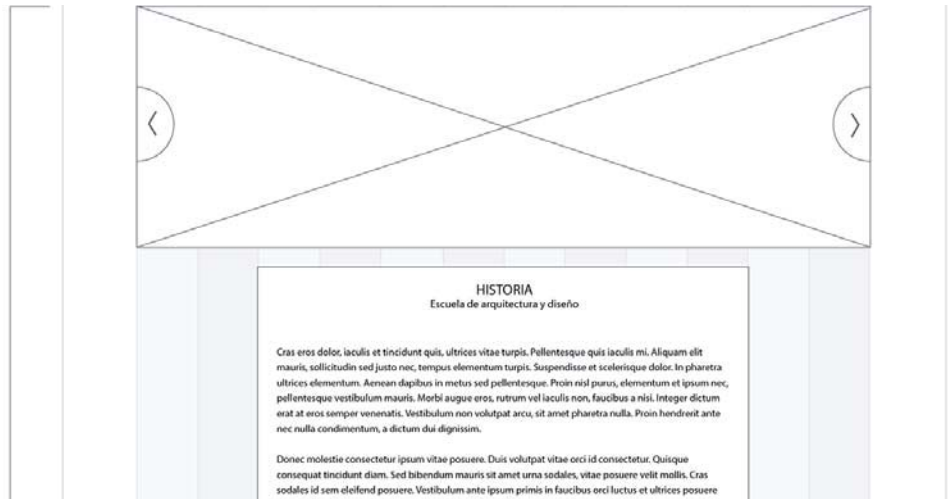 HISTORIA
Escuela de arquitectura y diseño
Cras eros dolor, iaculis et tincidunt quis, ultrices vitae turpis. Pellentesque quis iaculis mi. Aliquam elit
mauris, sollicitudin sed justo nec, tempus elementum turpis. Suspendisse et scelerisque dolor. In pharetra
ultrices elementum. Aenean dapibus in metus sed pellentesque. Proin nisl purus, elementum et ipsum nec,
pellentesque vestibulum mauris. Morbi augue eros, rutrum vel iaculis non, faucibus a nisi. Integer dictum
erat at eros semper venenatis. Vestibulum non volutpat arcu, sit amet pharetra nulla. Proin hendrerit ante
nec nulla condimentum, a dictum dui dignissim.
Donec molestie consectetur ipsum vitae posuere. Duis volutpat vitae orci id consectetur. Quisque
consequat tincidunt diam. Sed bibendum mauris sit amet urna sodales, vitae posuere velit mollis. Cras
sodales id sem eleifend posuere. Vestibulum ante ipsum primis in faucibus orci luctus et ultrices posuere